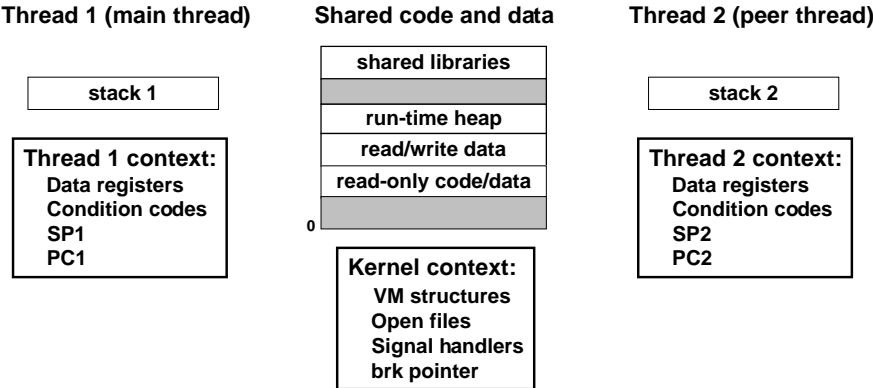 Thread 1 (main thread)
Shared code and data
Thread 2 (peer thread)
stack 1
shared libraries
run-time heap
read/write data
read-only code/data
0
stack 2
Thread 1 context:
Data registers
Condition codes
SP1
PC1
Kernel context:
VM structures
Open files
Signal handlers
brk pointer
Thread 2 context:
Data registers
Condition codes
SP2
PC2